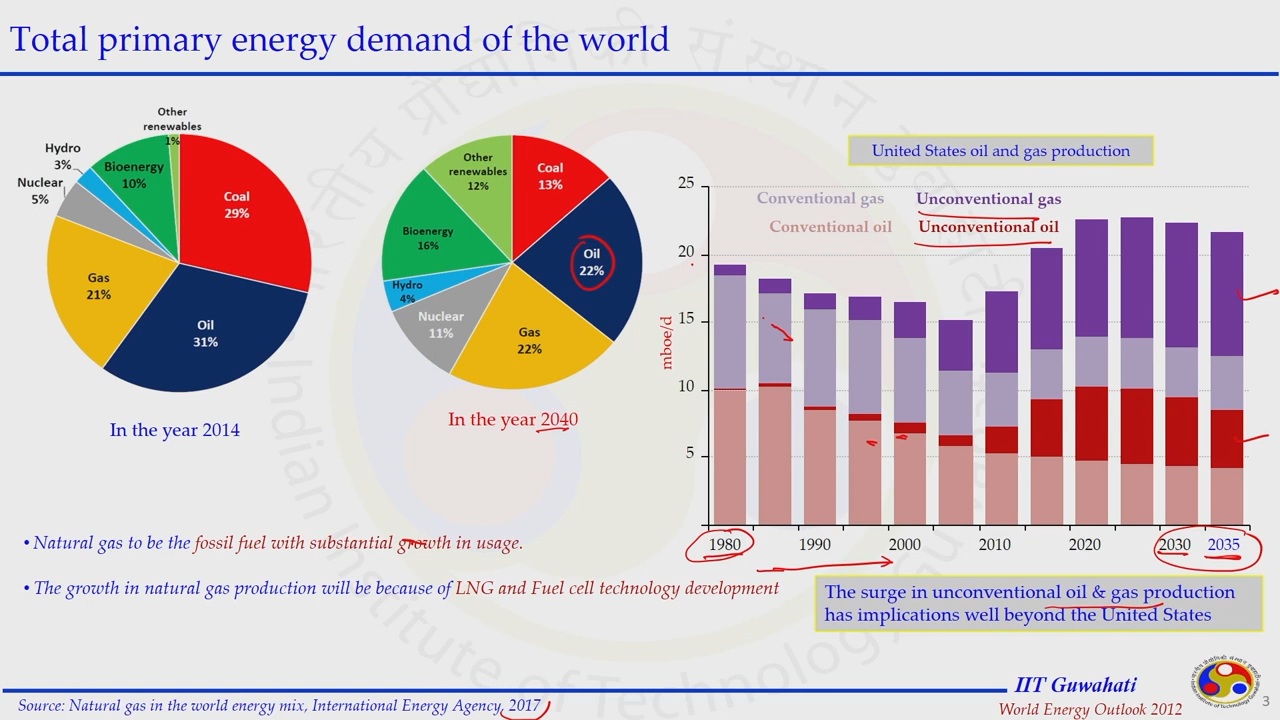 Total primary energy demand of the world
Other
renewables
1%
Hydro
3%
Nuclear
5%
Bioenergy
10%
Coal
29%
Gas
21%
Oil
31%
In the year 2014
Other
renewables
12%
Coal
13%
Bioenergy
16%
Oil
22%
Hydro
4%
Nuclear
11%
Gas
22%
In the year 2040
United States oil and gas production
Conventional gas Unconventional gas
Conventional oil Unconventional oil
mboe/d
25
20
15
10
5
1980 1990 2000 2010 2020 2030 2035
• Natural gas to be the fossil fuel with substantial growth in usage.
• The growth in natural gas production will be because of LNG and Fuel cell technology development
The surge in unconventional oil & gas production
has implications well beyond the United States
Indian Institute of Technology
IIT Guwahati
Source: Natural gas in the world energy mix, International Energy Agency, 2017
World Energy Outlook 2012
3